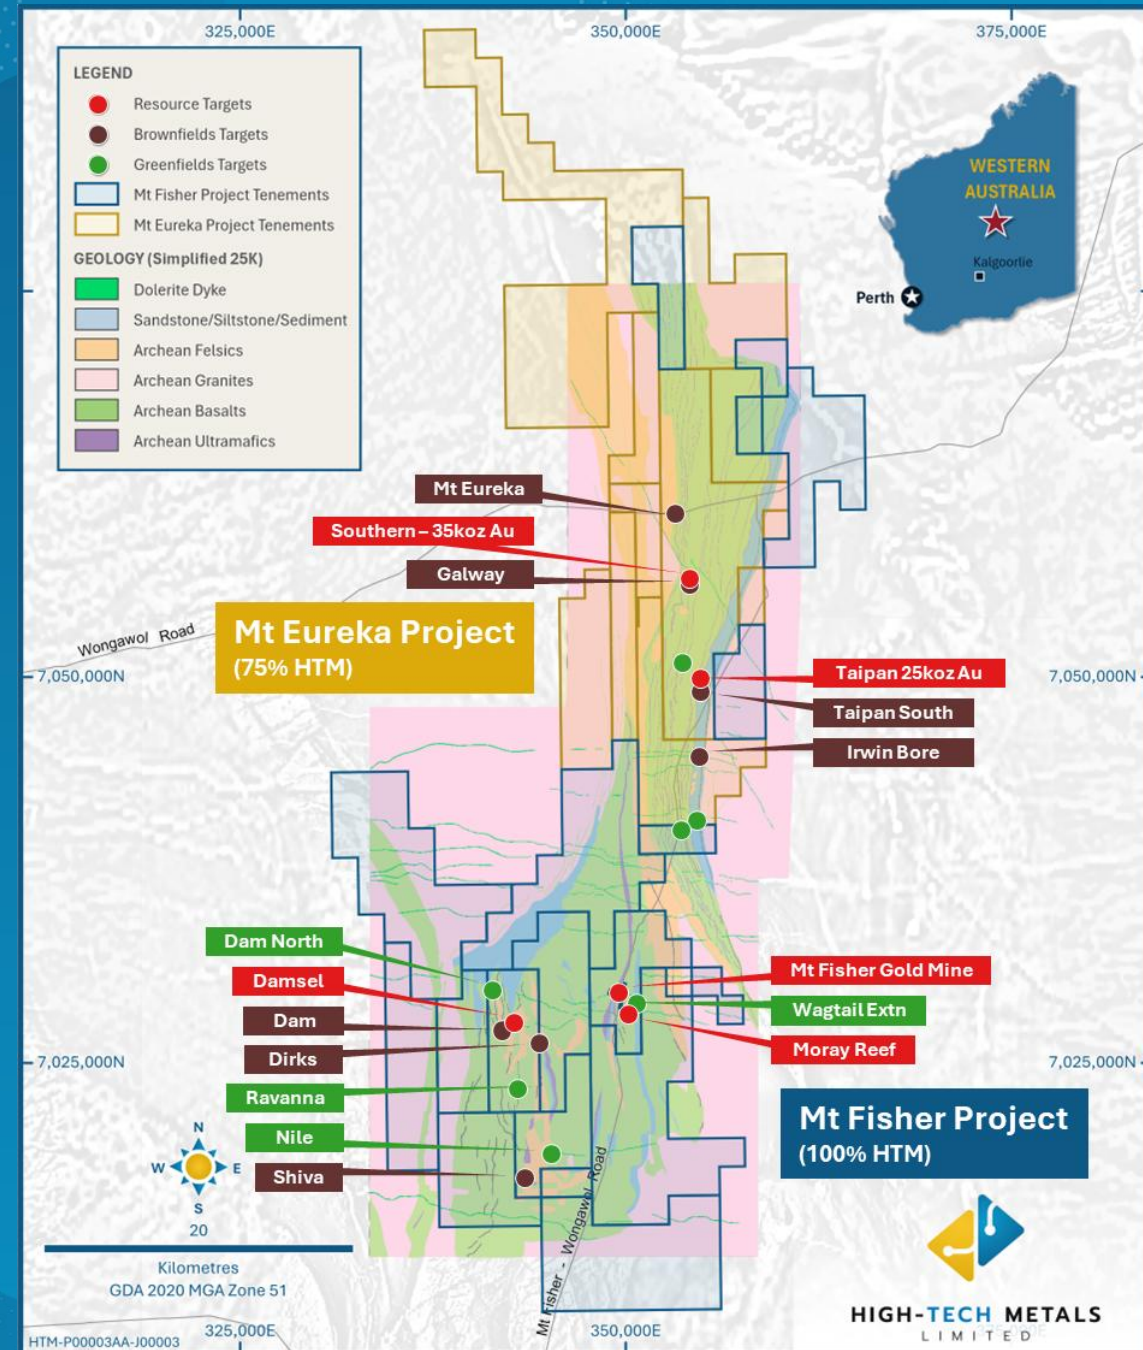 325,000E
350,000E
375,000E
LEGEND
Resource Targets
Brownfields Targets
Greenfields Targets
Mt Fisher Project Tenements
Mt Eureka Project Tenements
GEOLOGY (Simplified 25K)
Dolerite Dyke
Sandstone/Siltstone/Sediment
Archean Felsics
Archean Granites
Archean Basalts
Archean Ultramafics
WESTERN
AUSTRALIA
Kalgoorlie
Perth
Mt Eureka
Southern – 35koz Au
Galway
Mt Eureka Project
(75% HTM)
Wongawol Road
7,050,000N
7,050,000N
Taipan 25koz Au
Taipan South
Irwin Bore
Dam North
Damsel
Dam
Dirks
Ravanna
Nile
Shiva
Mt Fisher Gold Mine
Wagtail Extn
Moray Reef
7,025,000N
7,025,000N
Mt Fisher Project
(100% HTM)
Mt Fisher - Wongawol Road
N
W
E
S
20
Kilometres
GDA 2020 MGA Zone 51
HIGH-TECH METALS
LIMITED
HTM-P00003AA-J00003
325,000E
350,000E